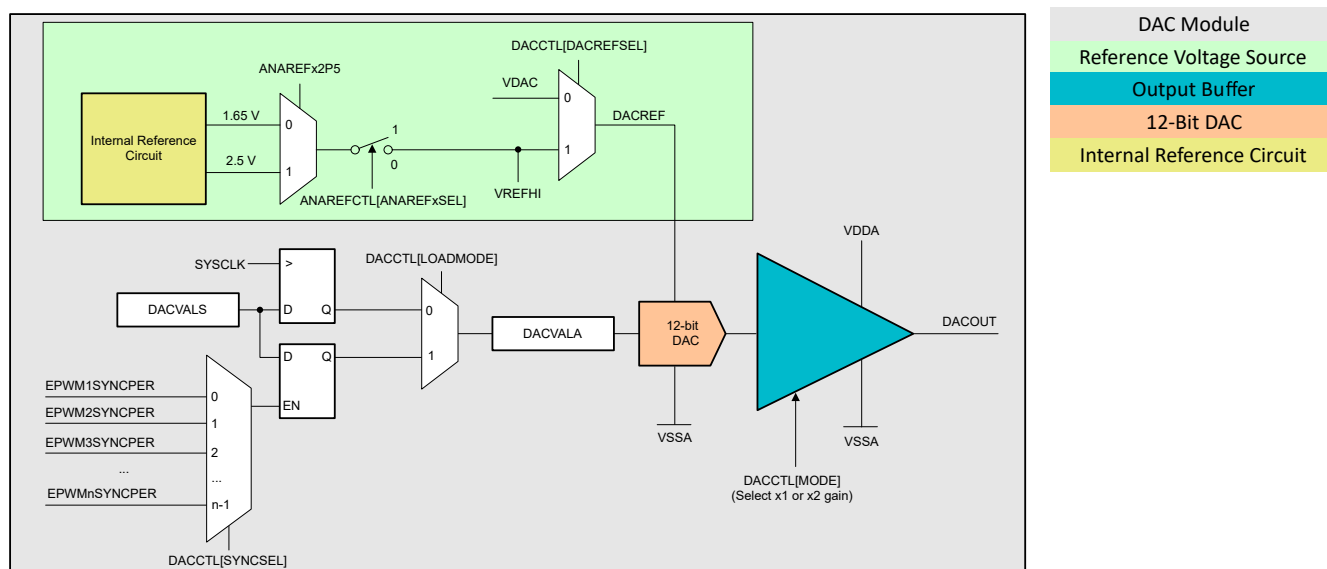 DACCTL[DACREFSEL]
ANAREFx2P5
VDAC
0
DACREF
1
Internal Reference
Circuit
1.65 V
0
2.5 V
1
1
0
ANAREFCTL[ANAREFxSEL]
VREFHI
SYSCLK
>
DACCTL[LOADMODE]
DACVALS
D
Q
0
D
Q
1
EN
DACVALA
12-bit
DAC
VSSA
VDDA
DACOUT
VSSA
DACCTL[MODE]
(Select x1 or x2 gain)
EPWM1SYNCPER
0
EPWM2SYNCPER
1
EPWM3SYNCPER
2
...
...
EPWMnSYNCPER
n-1
DACCTL[SYNCSEL]
DAC Module
Reference Voltage Source
Output Buffer
12-Bit DAC
Internal Reference Circuit